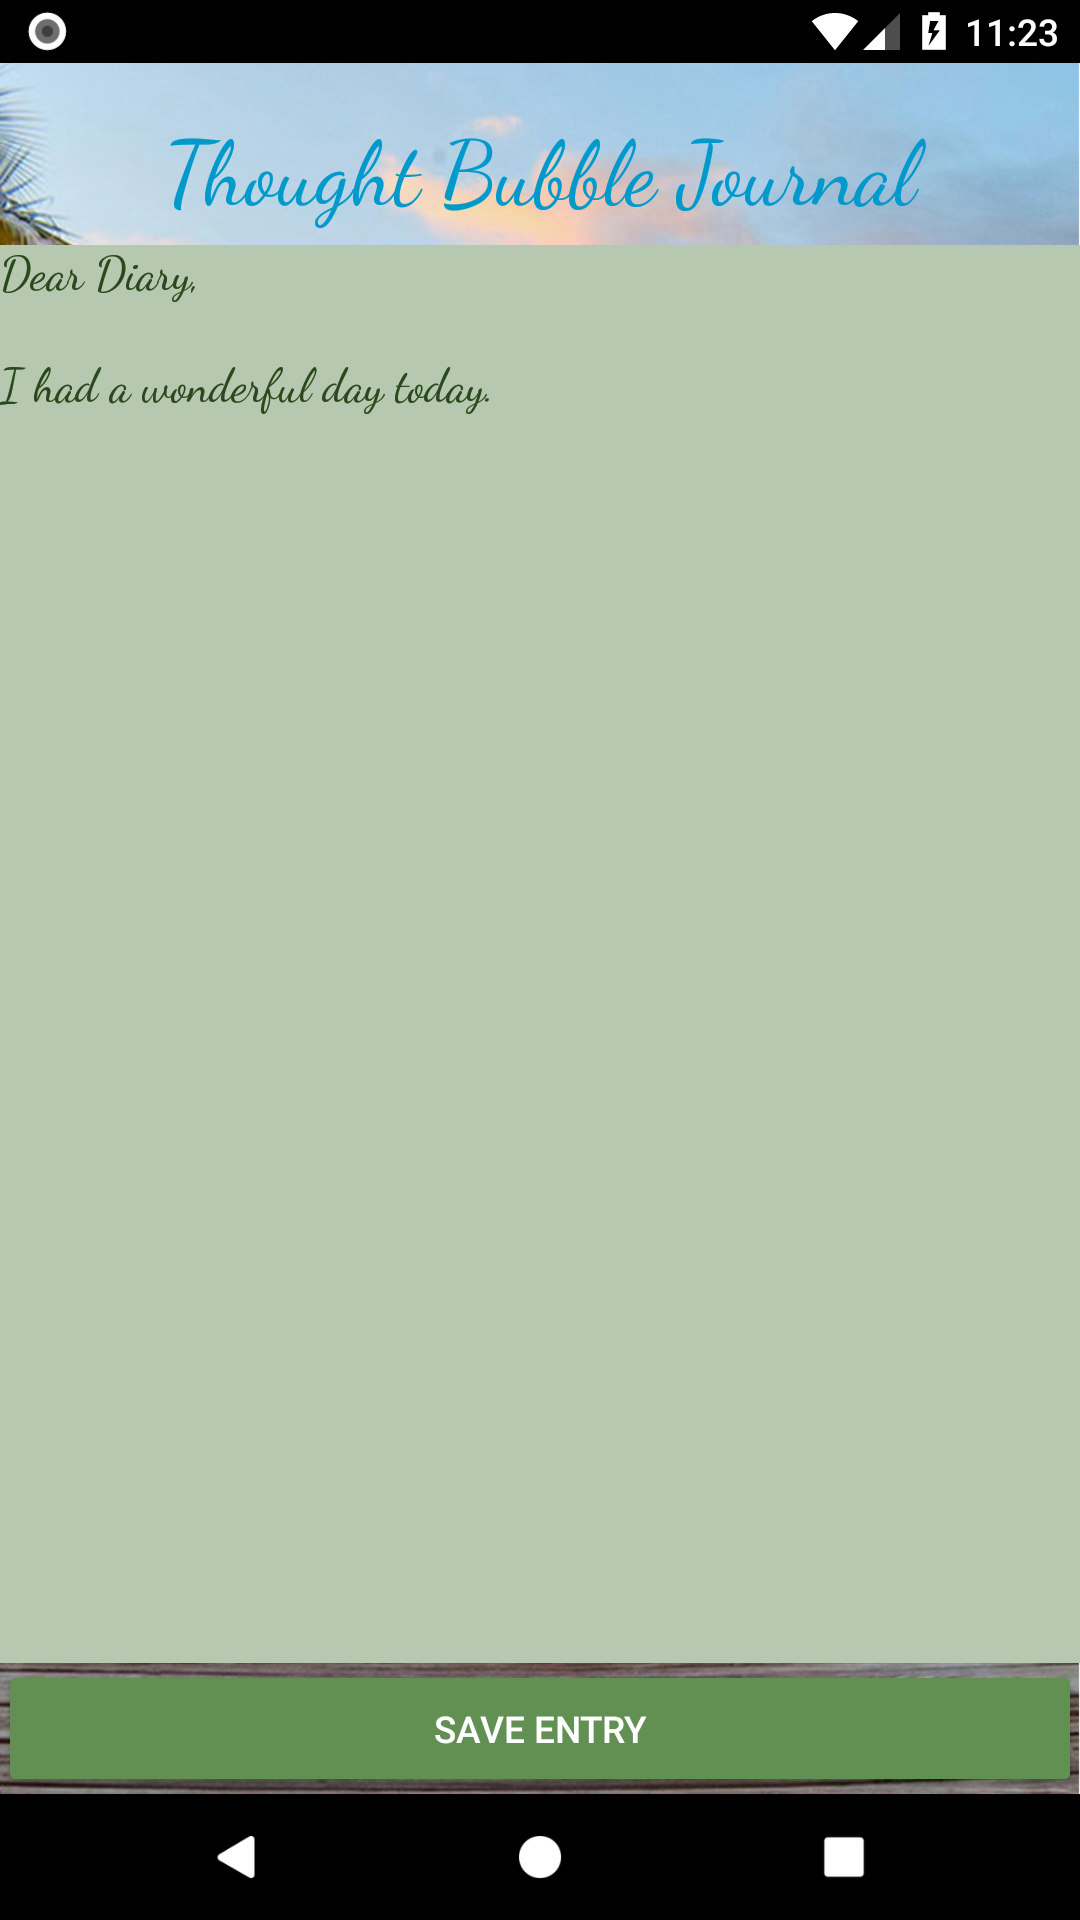 11:23
Thought Bubble Journal
Dear Diary,
I had a wonderful day today.
SAVE ENTRY